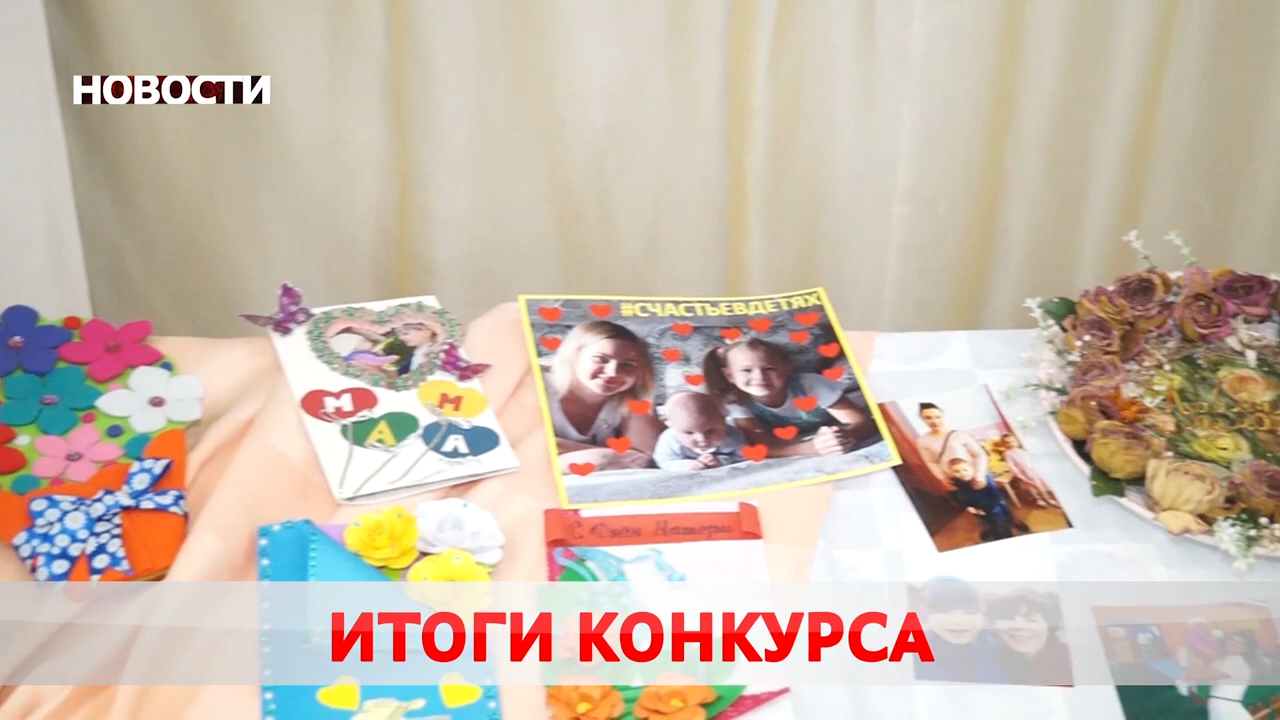 НОВОСТИ
#СЧАСТЬЕВДЕТЯХ
М М
А А
С Днем Матери
ИТОГИ КОНКУРСА